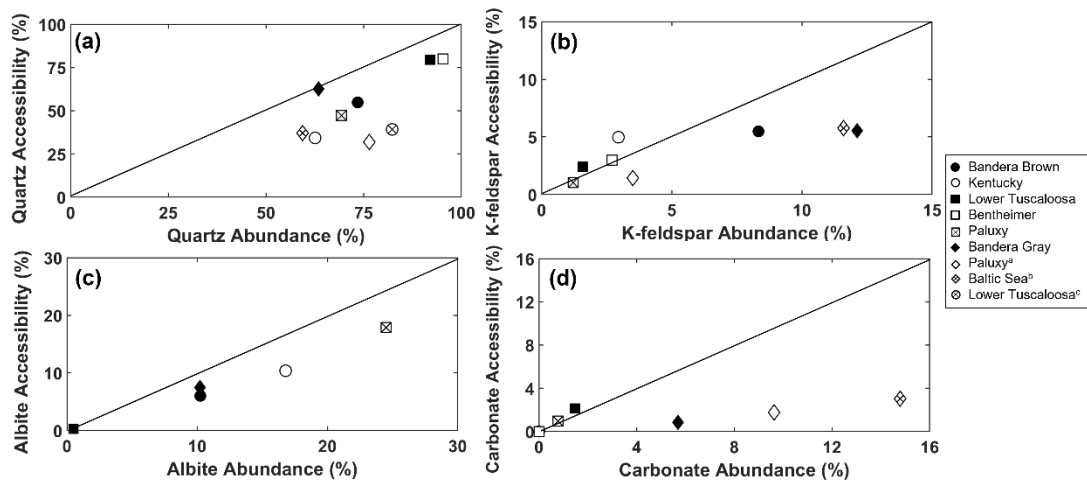 (a)
Quartz Accessibility (%)
100
75
50
25
0
0 25 50 75 100
Quartz Abundance (%)
(b)
K-feldspar Accessibility (%)
15
10
5
0
0 5 10 15
K-feldspar Abundance (%)
(c)
Albite Accessibility (%)
30
20
10
0
0 10 20 30
Albite Abundance (%)
(d)
Carbonate Accessibility (%)
16
12
8
4
0
0 4 8 12 16
Carbonate Abundance (%)
Bandera Brown
Kentucky
Lower Tuscaloosa
Bentheimer
Paluxy
Bandera Gray
Paluxyᵃ
Baltic Seaᵇ
Lower Tuscaloosaᶜ